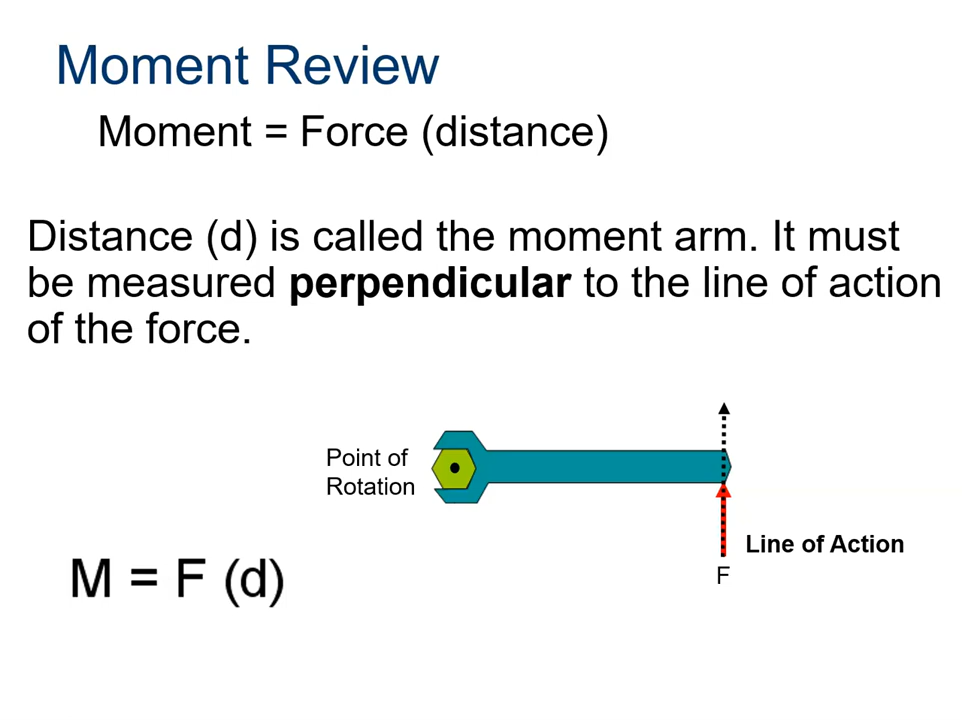 Moment Review
Moment = Force (distance)
Distance (d) is called the moment arm. It must
be measured perpendicular to the line of action
of the force.
Point of
Rotation
Line of Action
F
M = F (d)